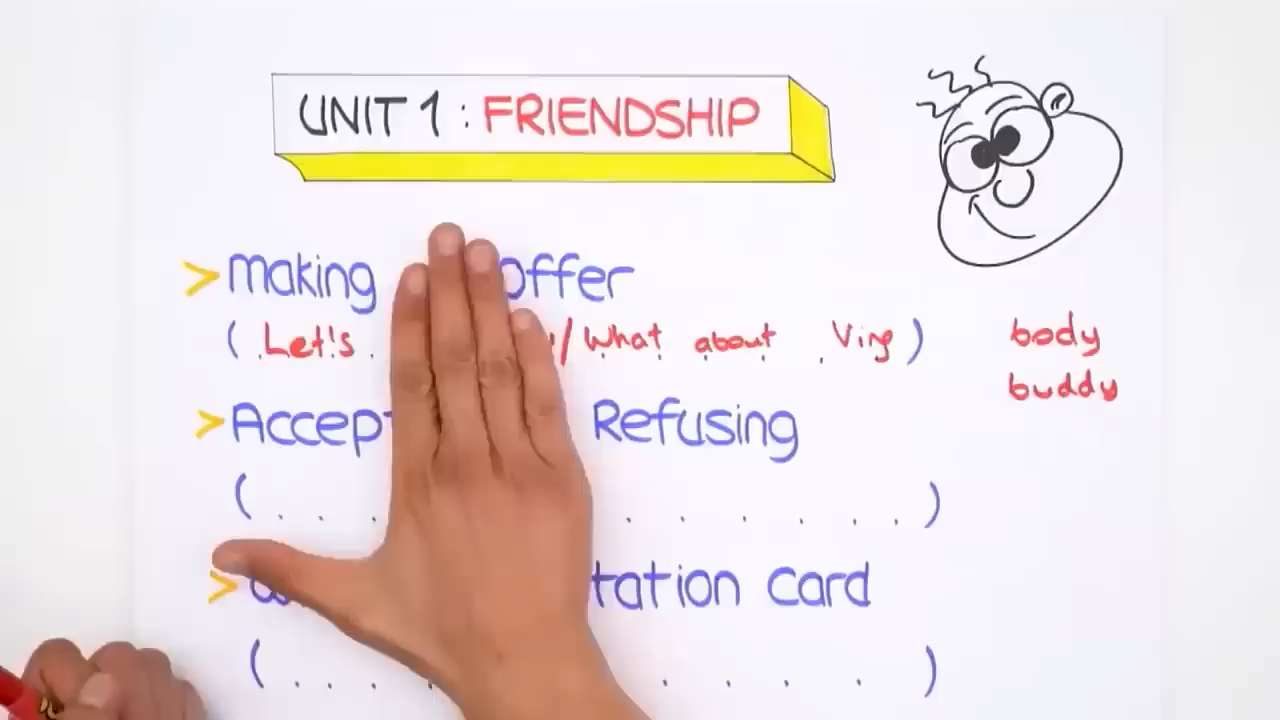 UNIT 1 : FRIENDSHIP
> making offer
( Let's / What about Ving )
body
buddy
> Accept Refusing
( . . . . . . . . )
> tation card
( . . . . . . . . )